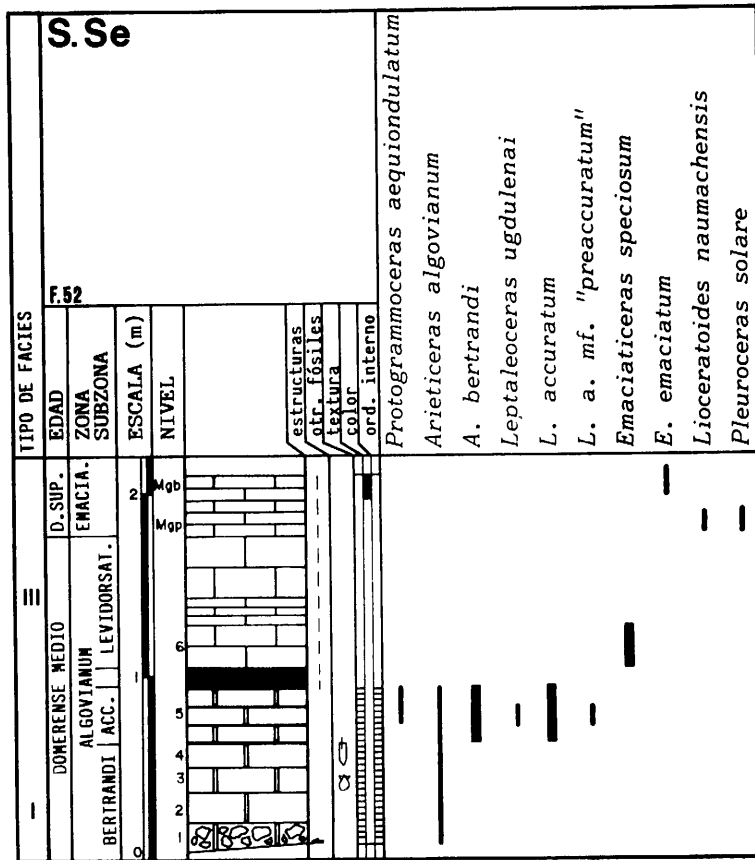 S.Se
F.52
TIPO DE FACIES
EDAD
ZONA
SUBZONA
ESCALA (m)
NIVEL
estructuras
otr. fósiles
textura
color
ord. interno
Protogrammoceras aequiondulatum
Arieticeras algovianum
A. bertrandi
Leptaleoceras ugdulenai
L. accuratum
L. a. mf. "preaccuratum"
Emaciaticeras speciosum
E. emaciatum
Lioceratoides naumachensis
Pleuroceras solare
III
I
D.SUP.
DOMERENSE MEDIO
EMACIA.
ALGOVIANUM
LEVIDORSAT.
ACC.
BERTRANDI
2
1
0
Mgb
Mgp
6
5
4
3
2
1